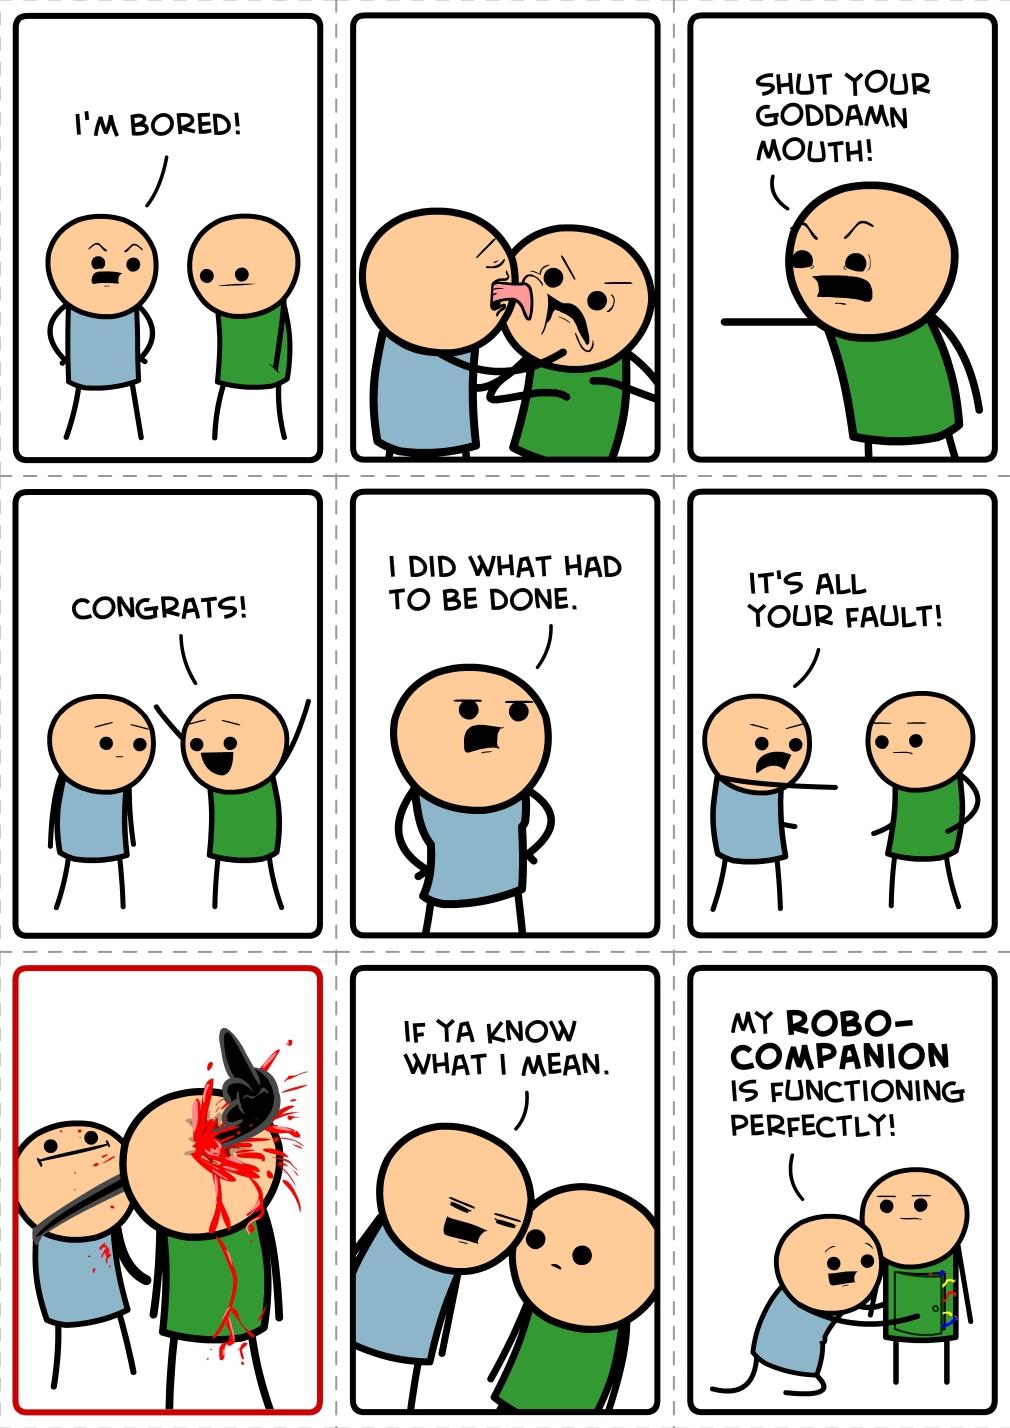 I'M BORED!
SHUT YOUR
GODDAMN
MOUTH!
CONGRATS!
I DID WHAT HAD
TO BE DONE.
IT'S ALL
YOUR FAULT!
IF YA KNOW
WHAT I MEAN.
MY ROBO-
COMPANION
IS FUNCTIONING
PERFECTLY!